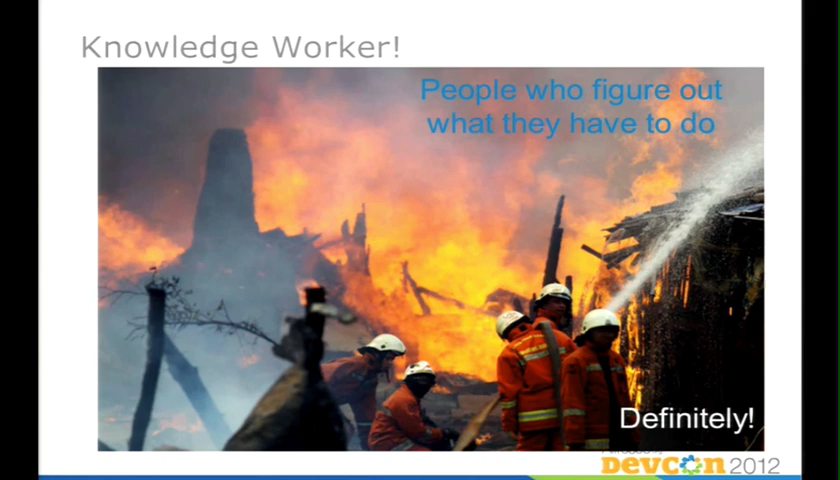 Knowledge Worker!
People who figure out
what they have to do
Definitely!
DEVCON 2012